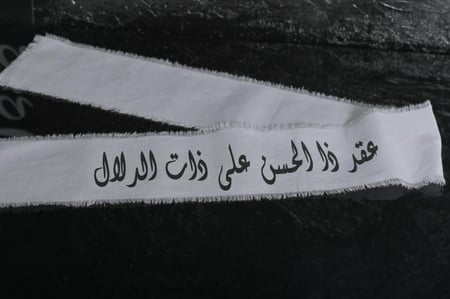 عقد ذا الحسن على ذات الدلال